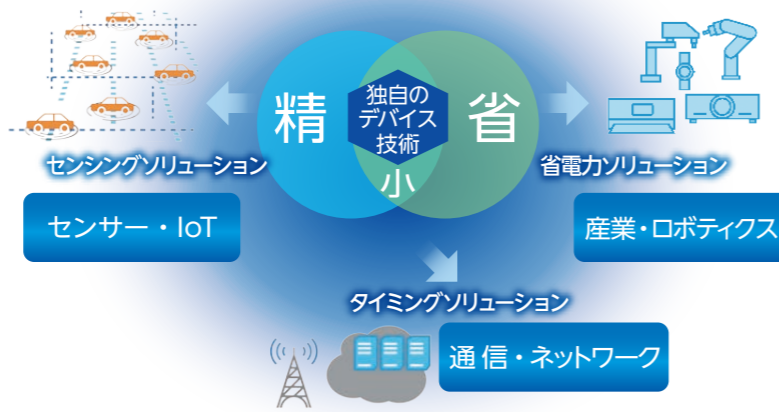 精
独自の
デバイス
技術
省
小
センシングソリューション
センサー・IoT
省電力ソリューション
産業・ロボティクス
タイミングソリューション
通信・ネットワーク